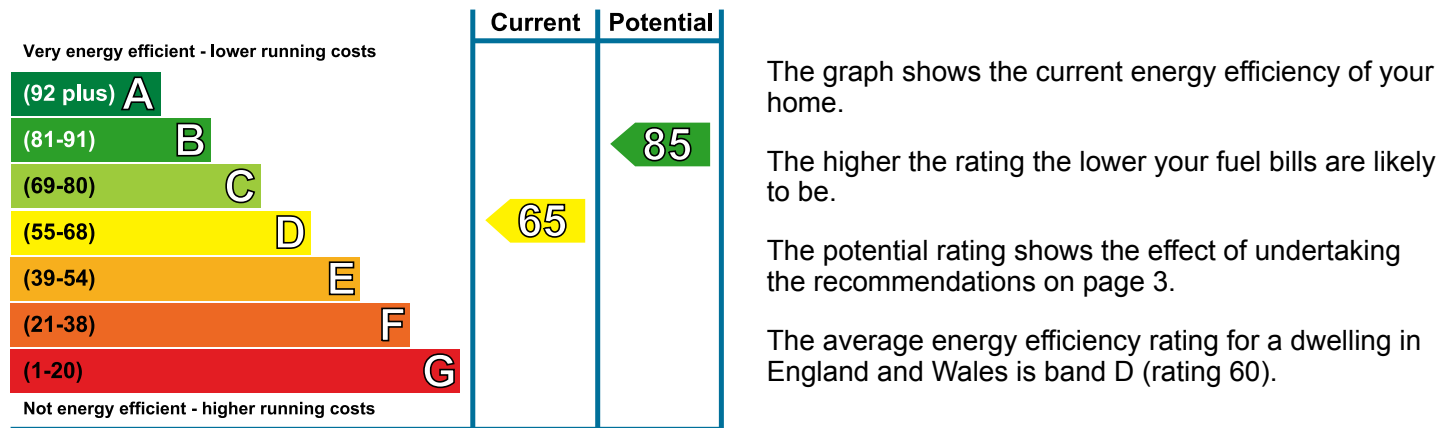 Current Potential
Very energy efficient - lower running costs
(92 plus) A
(81-91) B
85
(69-80) C
(55-68) D
65
(39-54) E
(21-38) F
(1-20) G
Not energy efficient - higher running costs
The graph shows the current energy efficiency of your
home.
The higher the rating the lower your fuel bills are likely
to be.
The potential rating shows the effect of undertaking
the recommendations on page 3.
The average energy efficiency rating for a dwelling in
England and Wales is band D (rating 60).